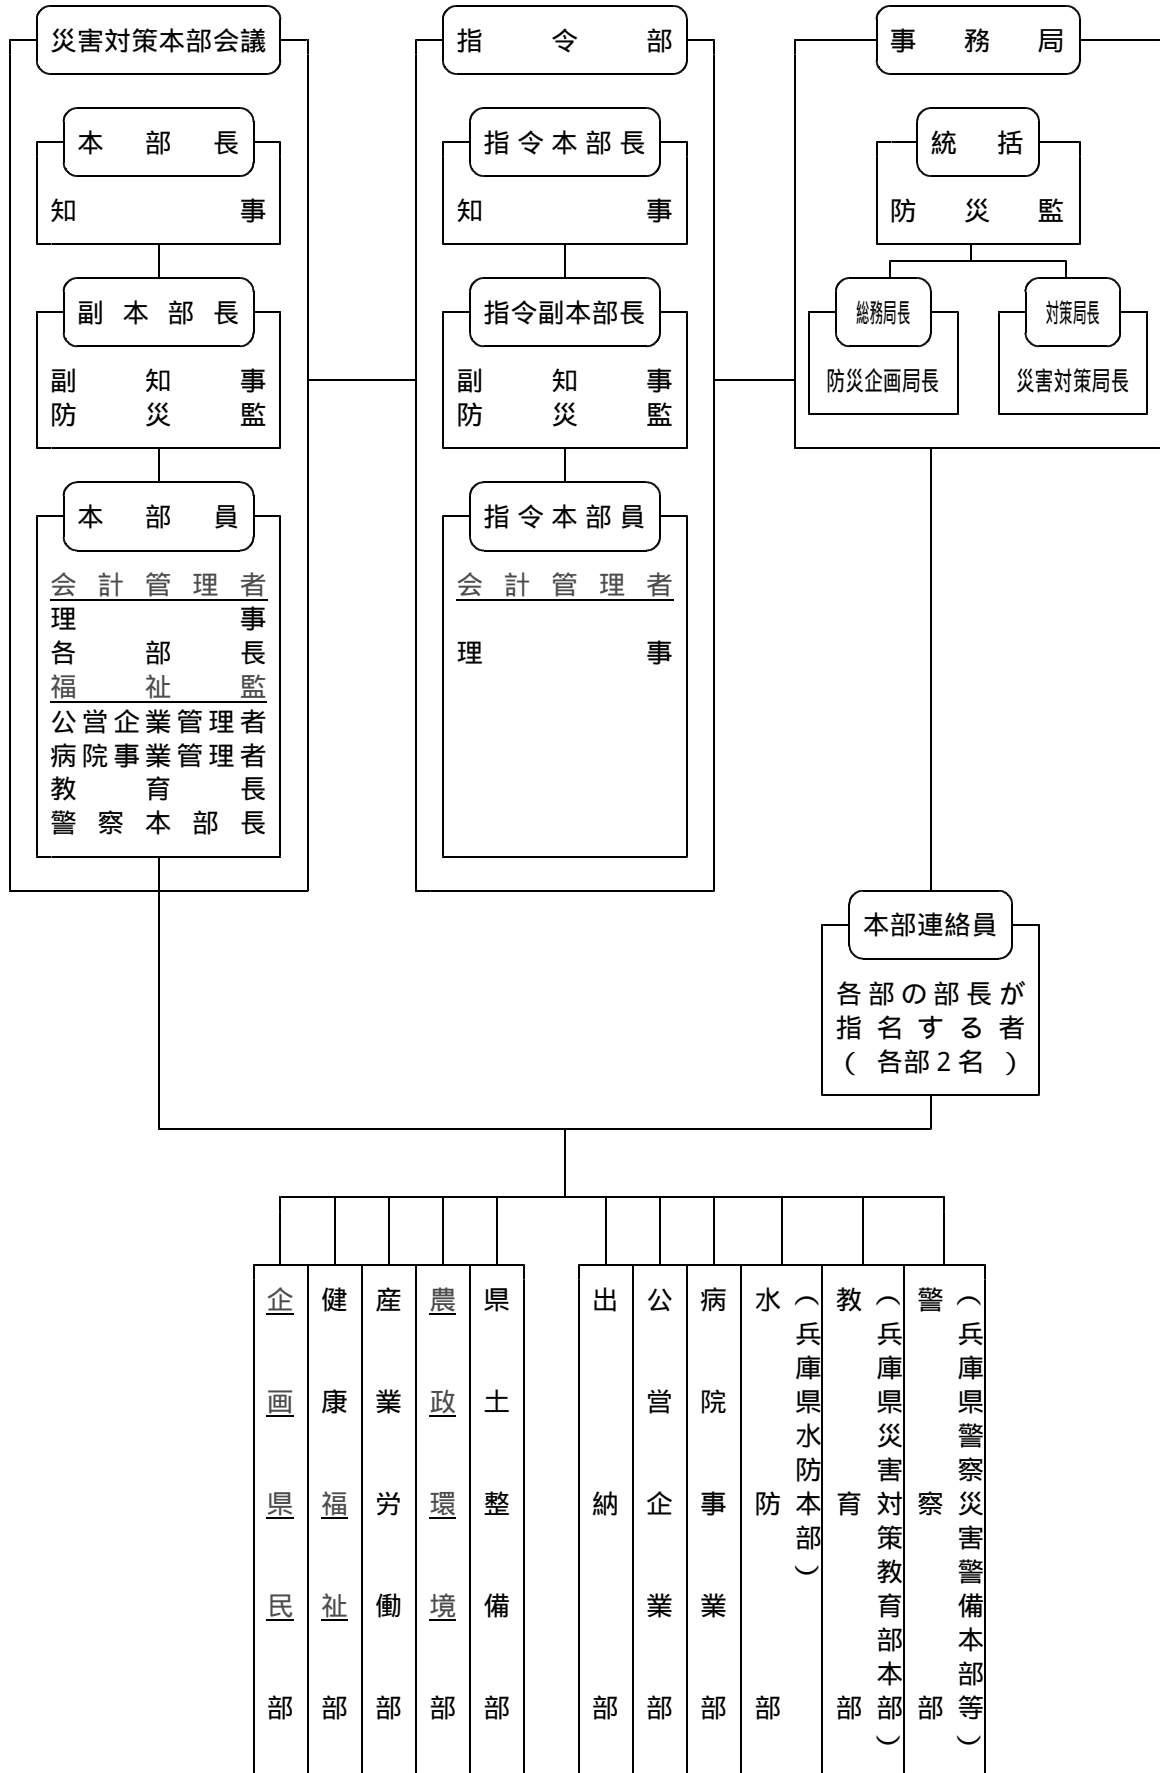 災害対策本部会議
本部長
知事
副本部長
副知事
防災監
本部員
会計管理者
理事
各部長
福祉監
公営企業管理者
病院事業管理者
教育長
警察本部長
指令部
指令本部長
知事
指令副本部長
副知事
防災監
指令本部員
会計管理者
理事
事務局
統括
防災監
総務局長
防災企画局長
対策局長
災害対策局長
本部連絡員
各部の部長が
指名する者
（各部2名）
企画県民部
健康福祉部
産業労働部
農政環境部
県土整備部
出納部
公営企業部
病院事業部
水防部
（兵庫県水防本部）
教育部
（兵庫県災害対策教育部本部）
警察部
（兵庫県警察災害警備本部等）